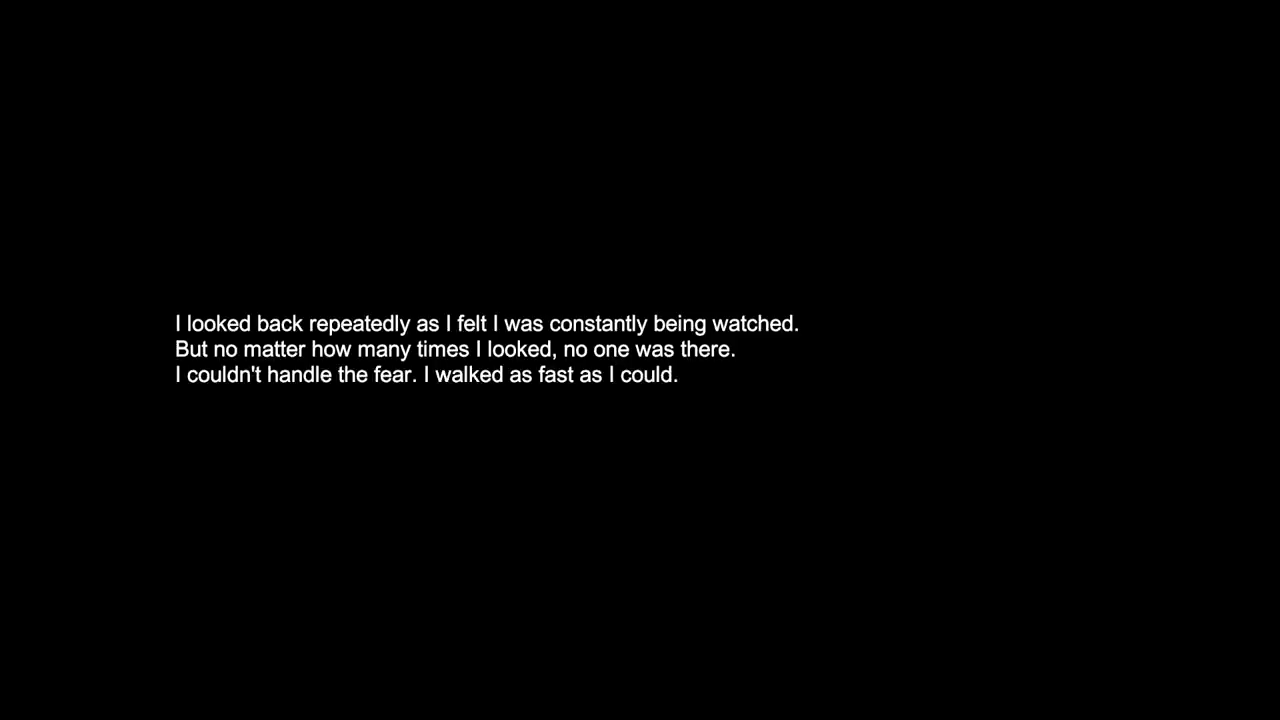 I looked back repeatedly as I felt I was constantly being watched.
But no matter how many times I looked, no one was there.
I couldn't handle the fear. I walked as fast as I could.